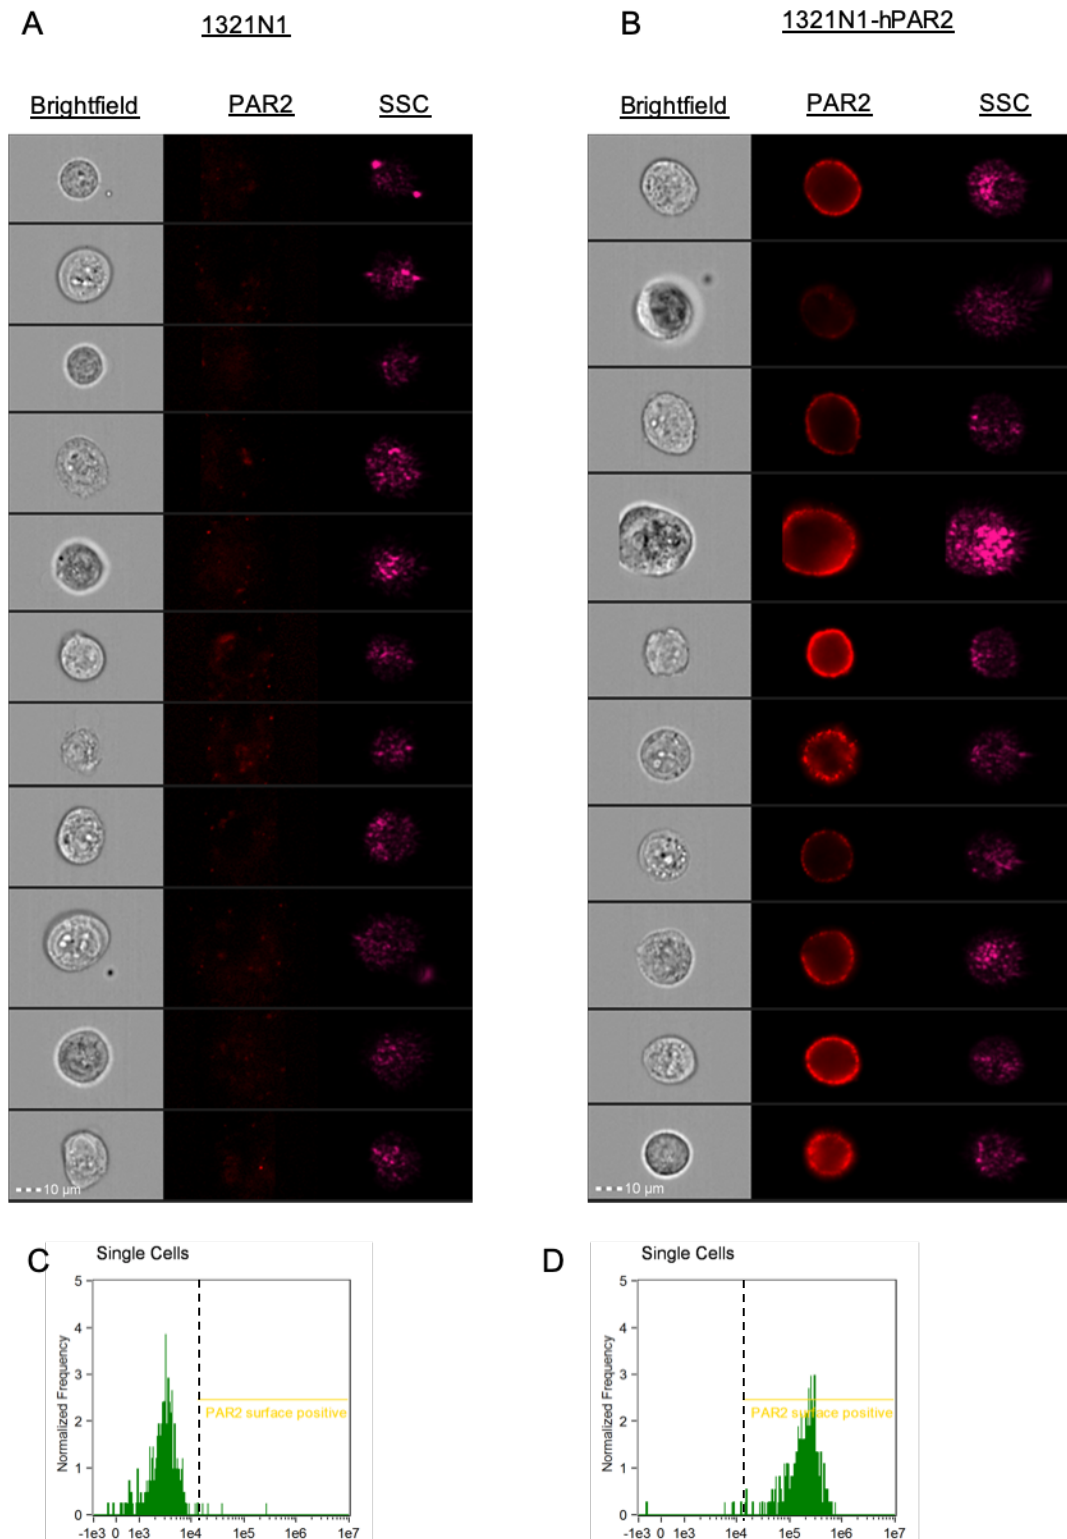 A
1321N1
B
1321N1-hPAR2
Brightfield
PAR2
SSC
Brightfield
PAR2
SSC
10 µm
10 µm
C
Single Cells
5
4
3
2
1
0
Normalized Frequency
PAR2 surface positive
-1e3 0 1e3 1e4 1e5 1e6 1e7
D
Single Cells
5
4
3
2
1
0
Normalized Frequency
PAR2 surface positive
-1e3 0 1e3 1e4 1e5 1e6 1e7